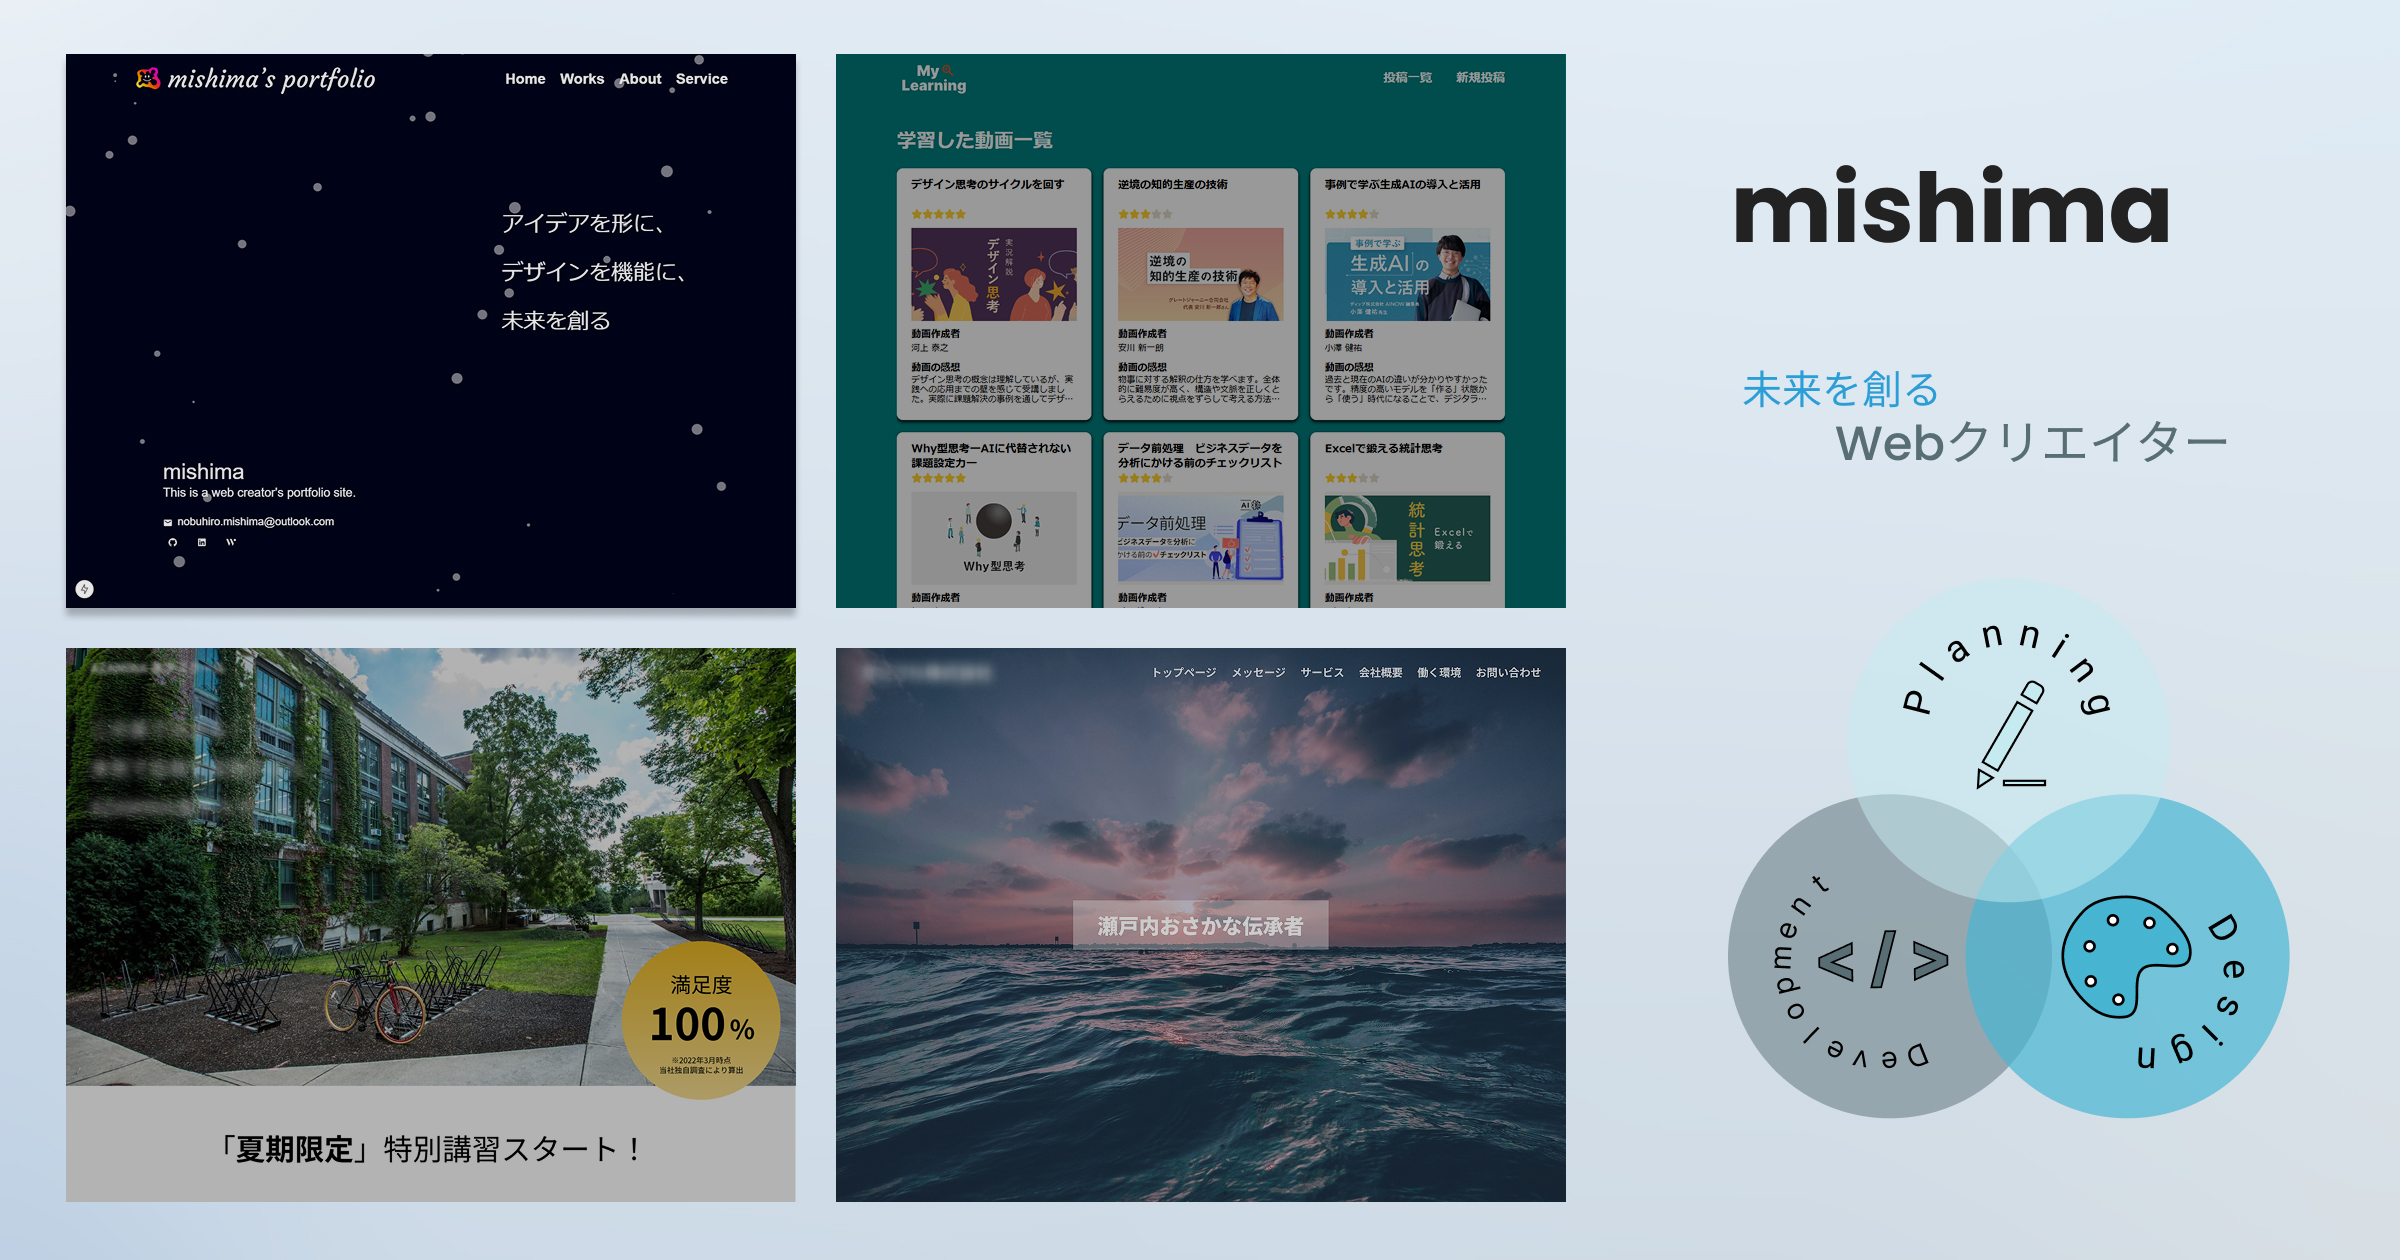 mishima's portfolio
Home Works About Service
アイデアを形に、
デザインを機能に、
未来を創る
mishima
This is a web creator's portfolio site.
nobuhiro.mishima@outlook.com
My
Learning
投稿一覧 新規投稿
学習した動画一覧
デザイン思考のサイクルを回す
実況解説
デザイン思考
動画作成者
河上 泰之
動画の感想
デザイン思考の概念は理解しているが、実
践への応用までの壁を感じて受講しまし
た。実際に課題解決の事例を通してデザ…
逆境の知的生産の技術
逆境の
知的生産の技術
動画作成者
安川 新一朗
動画の感想
物事に対する解釈の仕方を学べます。全体
的に難易度が高く、構造や文脈を正しくと
らえるために視点をずらして考える方法…
事例で学ぶ生成AIの導入と活用
事例で学ぶ
生成AIの
導入と活用
小澤 健祐
動画作成者
小澤 健祐
動画の感想
過去と現在のAIの違いが分かりやすかった
です。精度の高いモデルを「作る」状態か
ら「使う」時代になることで、デジタラ…
Why型思考ーAIに代替されない
課題設定力ー
Why型思考
動画作成者
データ前処理 ビジネスデータを
分析にかける前のチェックリスト
データ前処理
ビジネスデータを分析に
かける前の✓チェックリスト
動画作成者
Excelで鍛える統計思考
統計思考
Excelで
鍛える
動画作成者
満足度
100%
※2022年3月時点
当社独自調査により算出
「夏期限定」特別講習スタート！
トップページ メッセージ サービス 会社概要 働く環境 お問い合わせ
瀬戸内おさかな伝承者
mishima
未来を創る
Webクリエイター
Planning
Development
</>
Design